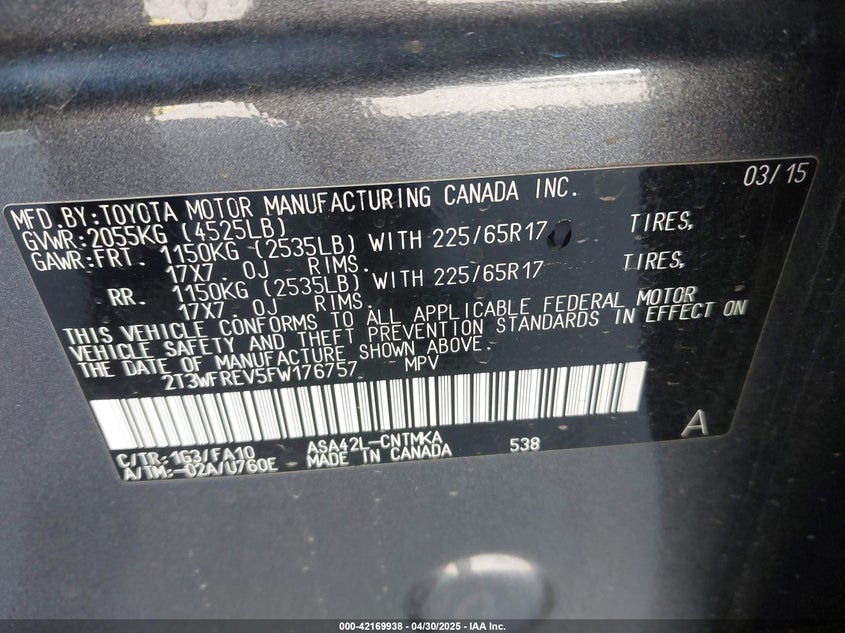 03/15
MFD.BY:TOYOTA MOTOR MANUFACTURING CANADA INC.
GVWR:2055KG (4525LB)
GAWR:FRT. 1150KG (2535LB) WITH 225/65R17 TIRES,
17X7. 0J RIMS.
RR. 1150KG (2535LB) WITH 225/65R17 TIRES,
17X7. 0J RIMS.
THIS VEHICLE CONFORMS TO ALL APPLICABLE FEDERAL MOTOR
VEHICLE SAFETY AND THEFT PREVENTION STANDARDS IN EFFECT ON
THE DATE OF MANUFACTURE SHOWN ABOVE.
2T3WFREV5FW176757 MPV
C/TR:1G3/FA10 ASA42L-CNTMKA 538 A
A/TM:-02A/U760E MADE IN CANADA
000-42169938 - 04/30/2025 - IAA Inc.